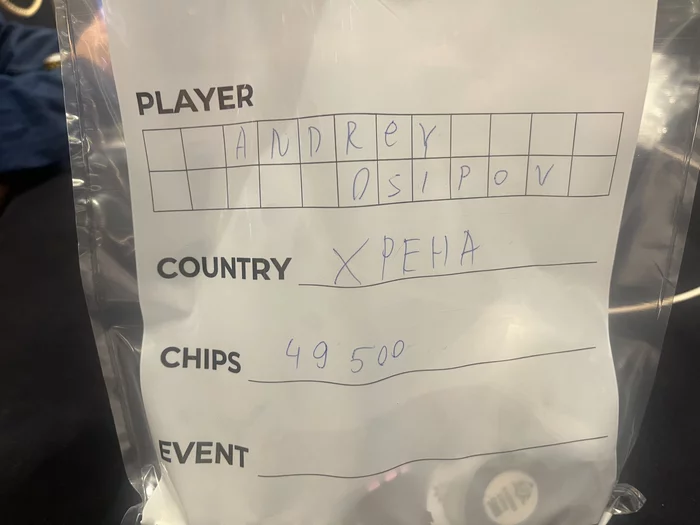 PLAYER
ANDReY
OSIPOV
COUNTRY ХРЕНА
CHIPS 49 500
EVENT